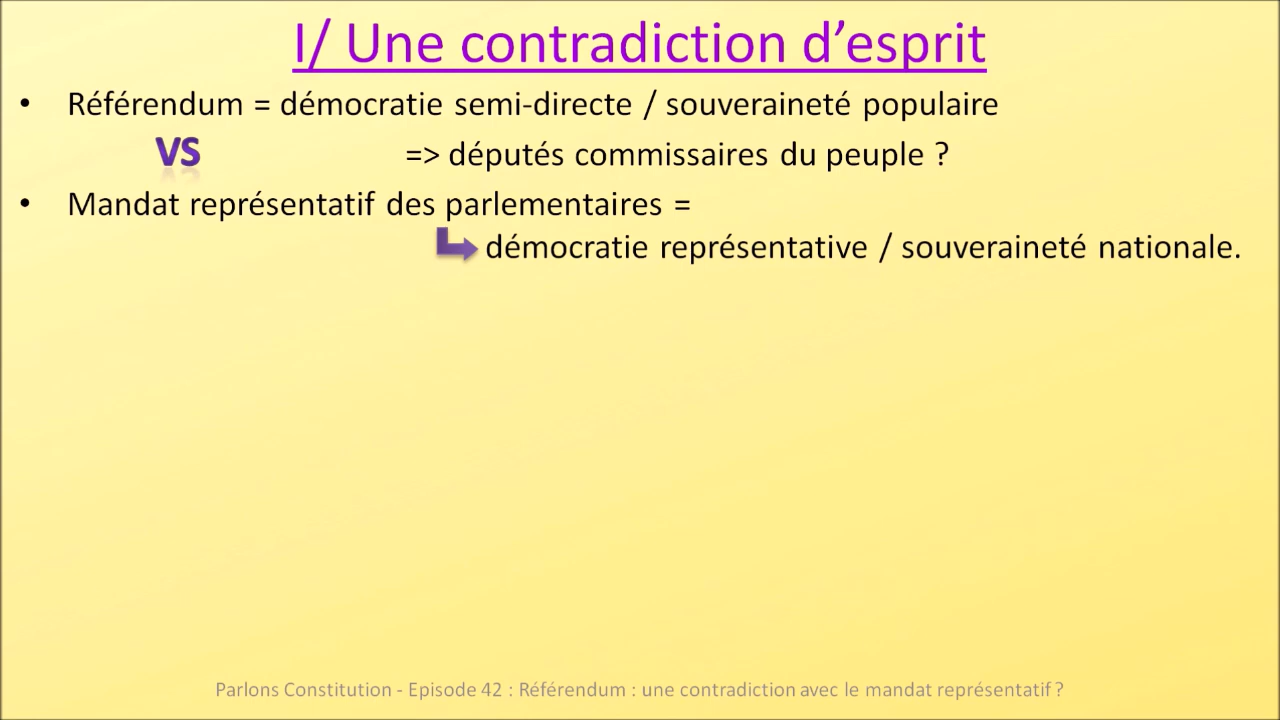 I/ Une contradiction d’esprit
• Référendum = démocratie semi-directe / souveraineté populaire
VS => députés commissaires du peuple ?
• Mandat représentatif des parlementaires =
démocratie représentative / souveraineté nationale.
Parlons Constitution - Episode 42 : Référendum : une contradiction avec le mandat représentatif ?